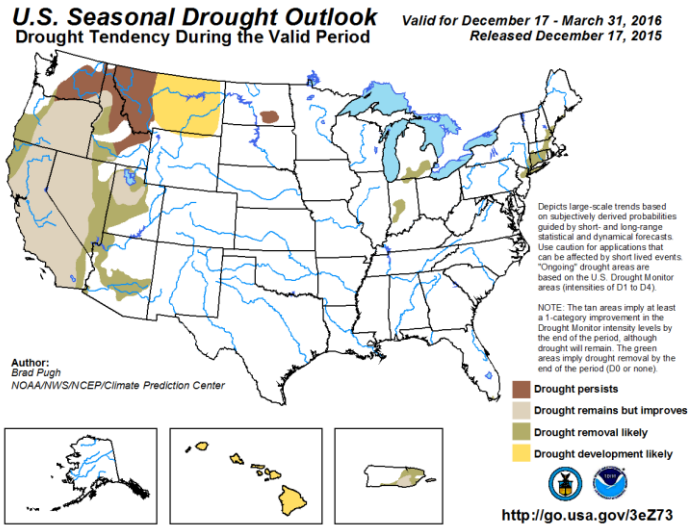 U.S. Seasonal Drought Outlook
Drought Tendency During the Valid Period
Valid for December 17 - March 31, 2016
Released December 17, 2015
Depicts large-scale trends based
on subjectively derived probabilities
guided by short- and long-range
statistical and dynamical forecasts.
Use caution for applications that
can be affected by short lived events.
"Ongoing" drought areas are
based on the U.S. Drought Monitor
areas (intensities of D1 to D4).
NOTE: The tan areas imply at least
a 1-category improvement in the
Drought Monitor intensity levels by
the end of the period, although
drought will remain. The green
areas imply drought removal by the
end of the period (D0 or none).
Author:
Brad Pugh
NOAA/NWS/NCEP/Climate Prediction Center
Drought persists
Drought remains but improves
Drought removal likely
Drought development likely
http://go.usa.gov/3eZ73